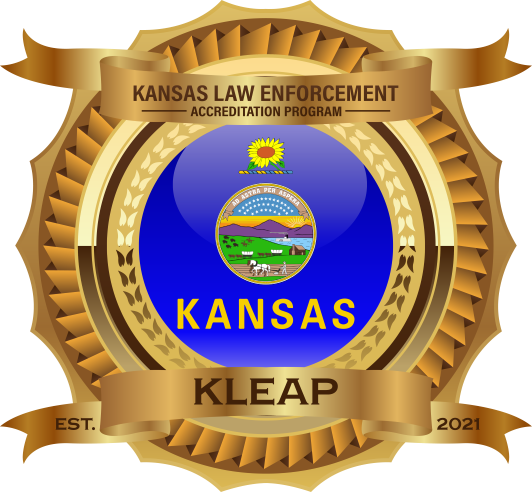 KANSAS LAW ENFORCEMENT
ACCREDITATION PROGRAM
AD ASTRA PER ASPERA
KANSAS
KLEAP
EST. 2021